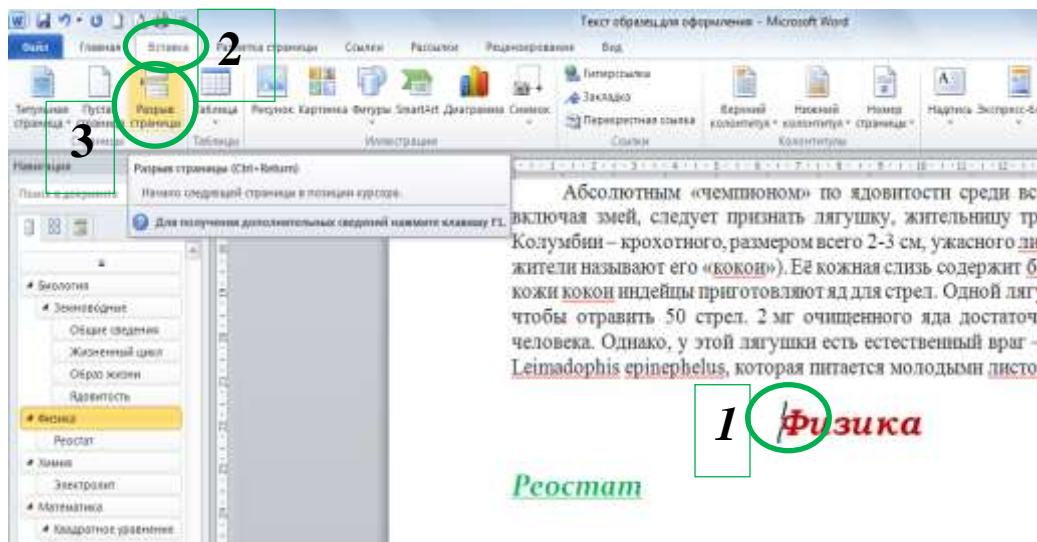 Текст образец для оформления - Microsoft Word
Файл Главная Вставка Разметка страницы Ссылки Рассылки Рецензирование Вид
2
Титульная страница Пустая страница Разрыв страницы Таблица Рисунок Картинка Фигуры SmartArt Диаграмма Снимок
Гиперссылка
Закладка
Перекрестная ссылка
Верхний колонтитул Нижний колонтитул Номер страницы Надпись
Таблицы Иллюстрации Ссылки Колонтитулы
3
Навигация
Поиск в документе
Разрыв страницы (Ctrl+Return)
Начало следующей страницы в позиции курсора.
Для получения дополнительных сведений нажмите клавишу F1.
Биология
Земноводные
Общие сведения
Жизненный цикл
Образ жизни
Ядовитость
Физика
Реостат
Химия
Электролит
Математика
Квадратное уравнение
Абсолютным «чемпионом» по ядовитости среди вс
включая змей, следует признать лягушку, жительницу тр
Колумбии – крохотного, размером всего 2-3 см, ужасного ли
жители называют его «кокои»). Её кожная слизь содержит б
кожи кокои индейцы приготовляют яд для стрел. Одной ляг
чтобы отравить 50 стрел. 2 мг очищенного яда достаточ
человека. Однако, у этой лягушки есть естественный враг –
Leimadophis epinephelus, которая питается молодыми листо
1
Физика
Реостат